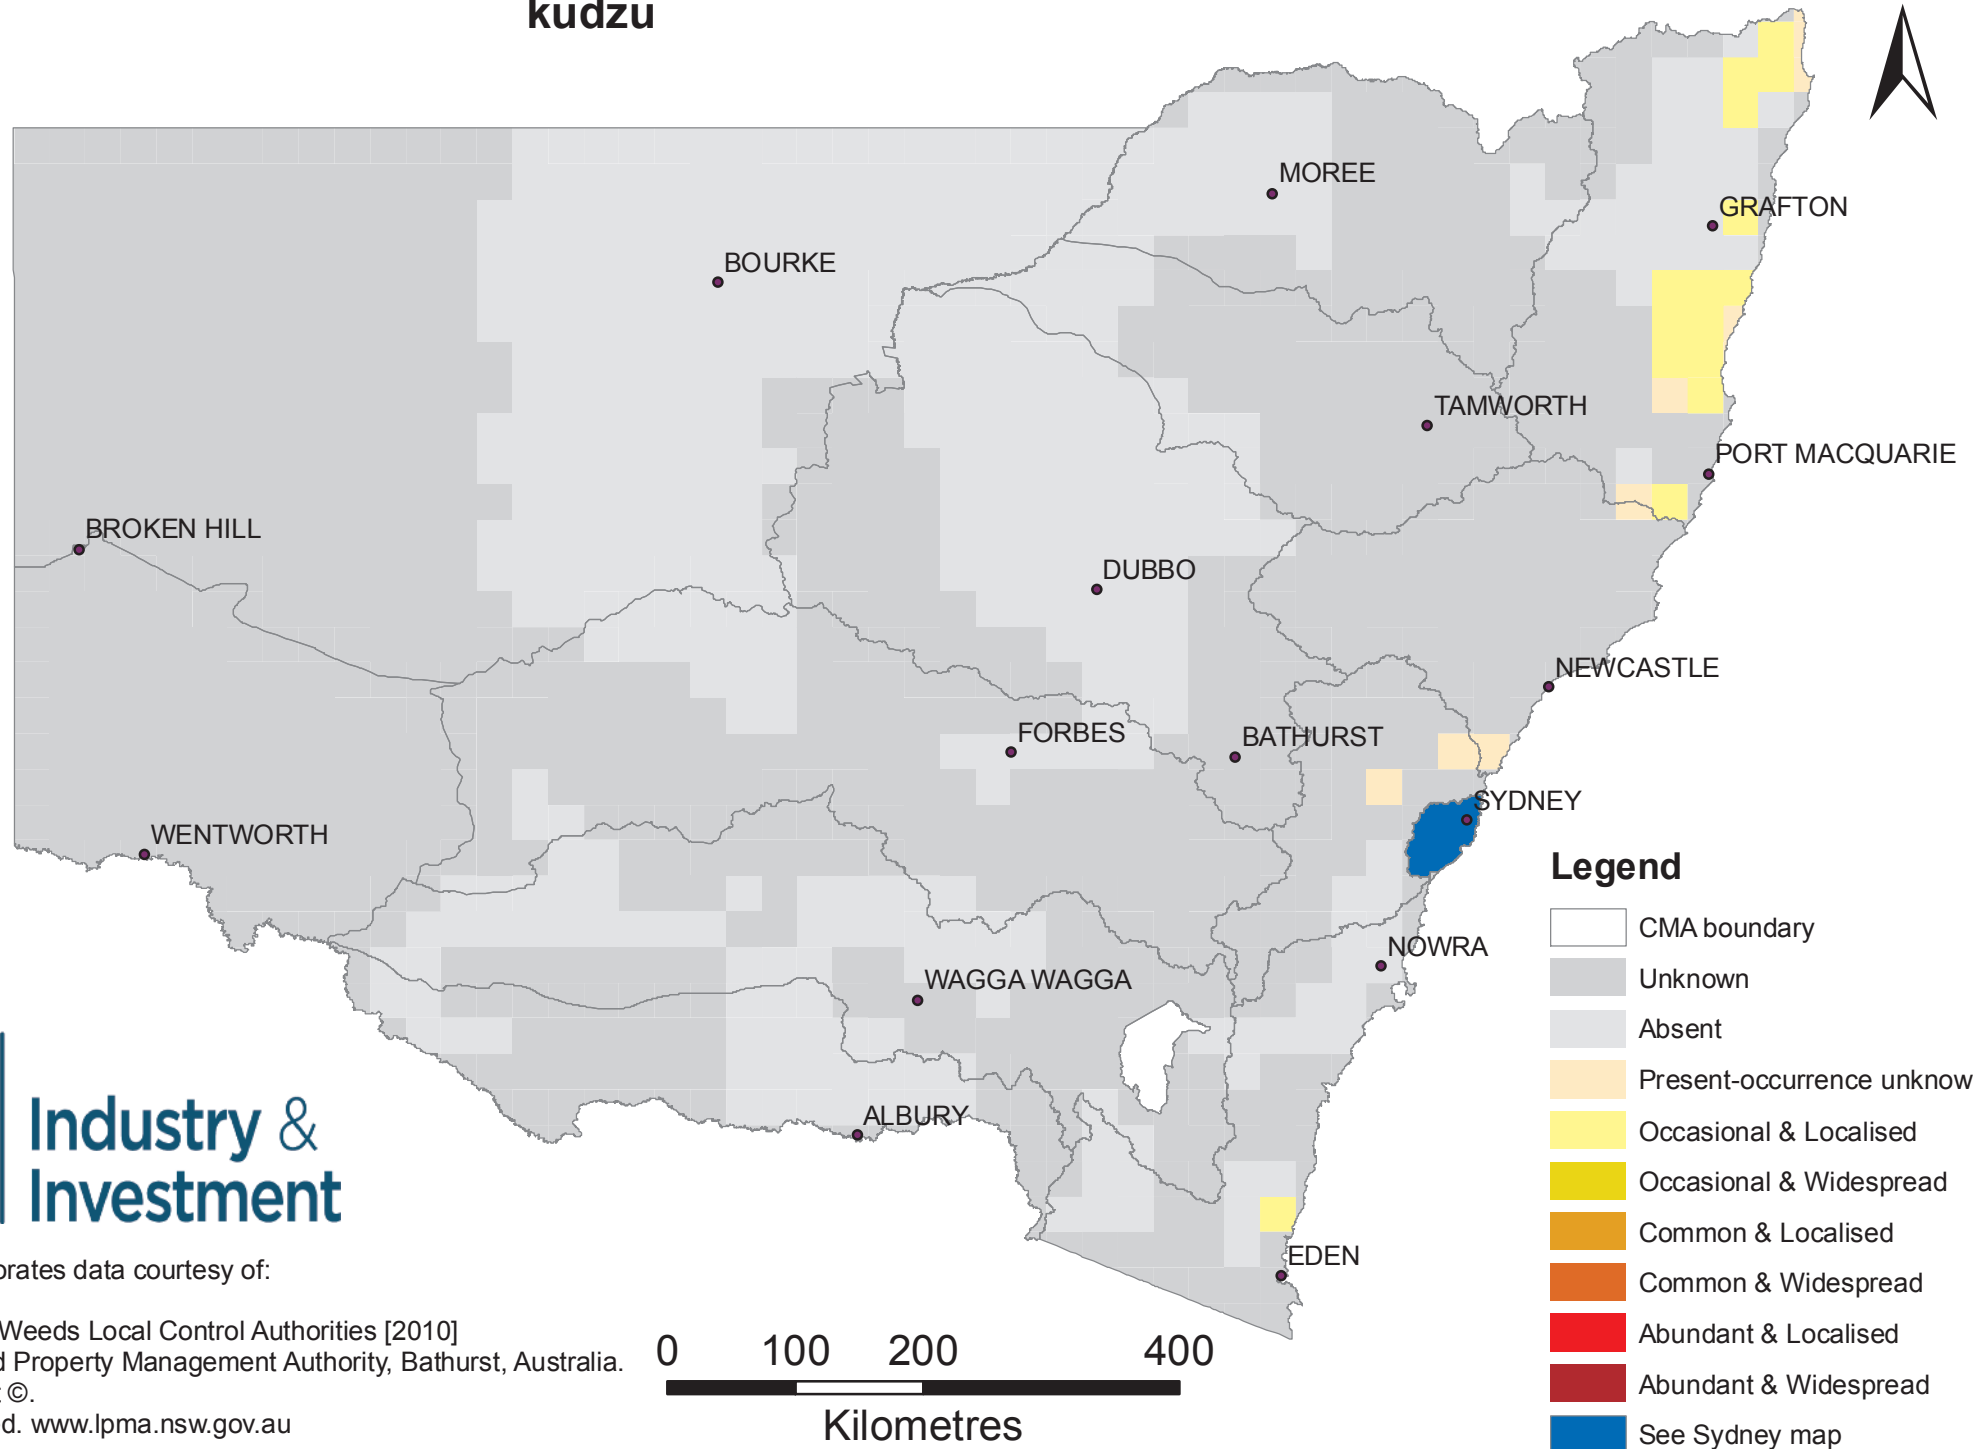 kudzu
MOREE
GRAFTON
BOURKE
TAMWORTH
PORT MACQUARIE
BROKEN HILL
DUBBO
NEWCASTLE
FORBES
BATHURST
SYDNEY
WENTWORTH
NOWRA
WAGGA WAGGA
ALBURY
EDEN
Legend
CMA boundary
Unknown
Absent
Present-occurrence unknow
Occasional & Localised
Occasional & Widespread
Common & Localised
Common & Widespread
Abundant & Localised
Abundant & Widespread
See Sydney map
Industry &
Investment
orates data courtesy of:
Weeds Local Control Authorities [2010]
d Property Management Authority, Bathurst, Australia.
t ©.
d. www.lpma.nsw.gov.au
0 100 200 400
Kilometres